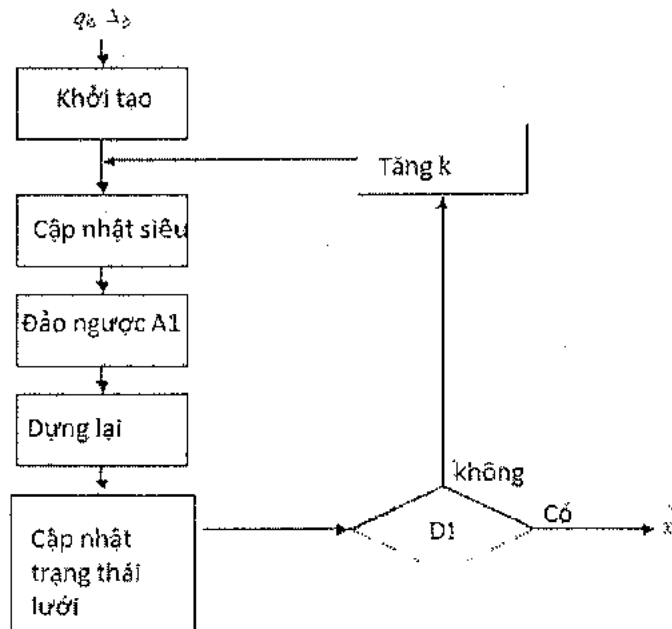 Khởi tạo
Tăng k
Cập nhật siêu
Đảo ngược A1
Dựng lại
Cập nhật
trạng thái
lưới
không
D1
Có